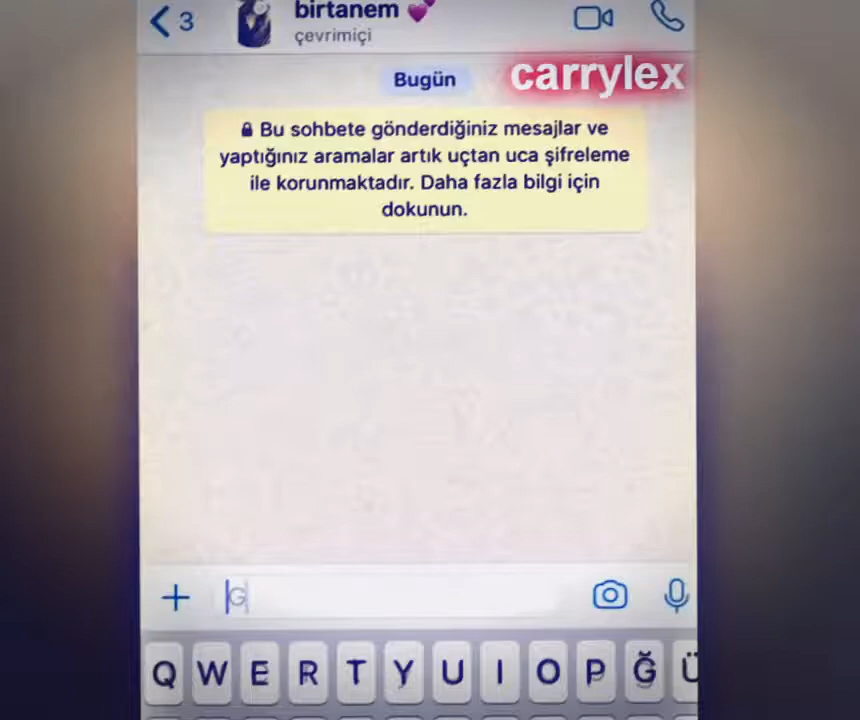 3
birtanem 💕
çevrimiçi
carrylex
Bugün
🔒 Bu sohbete gönderdiğiniz mesajlar ve
yaptığınız aramalar artık uçtan uca şifreleme
ile korunmaktadır. Daha fazla bilgi için
dokunun.
G
Q W E R T Y U I O P Ğ Ü